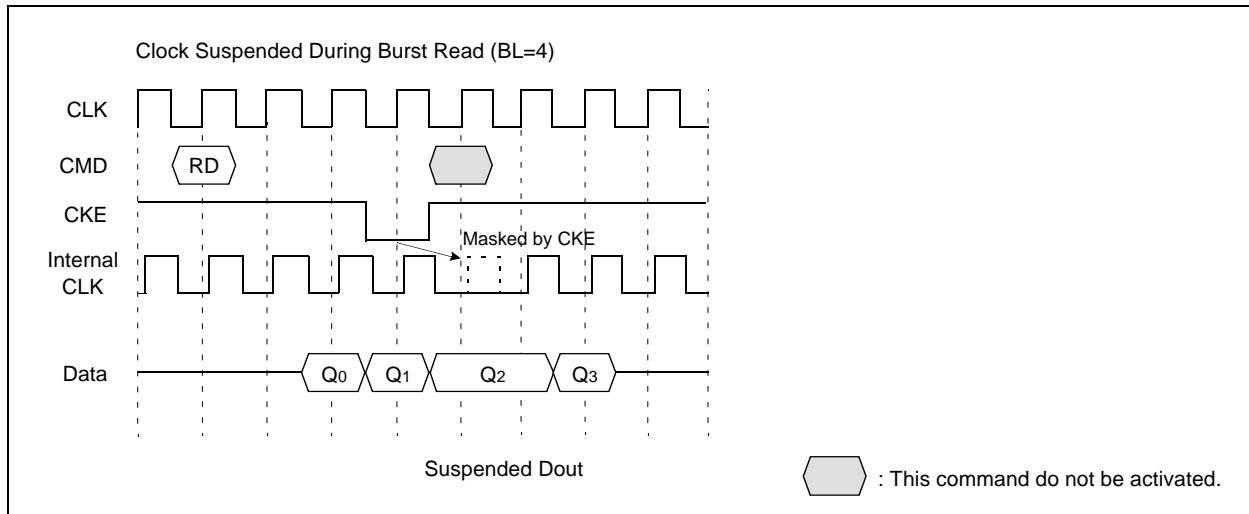 Clock Suspended During Burst Read (BL=4)
CLK
CMD
RD
CKE
Masked by CKE
Internal
CLK
Data
Q0
Q1
Q2
Q3
Suspended Dout
: This command do not be activated.